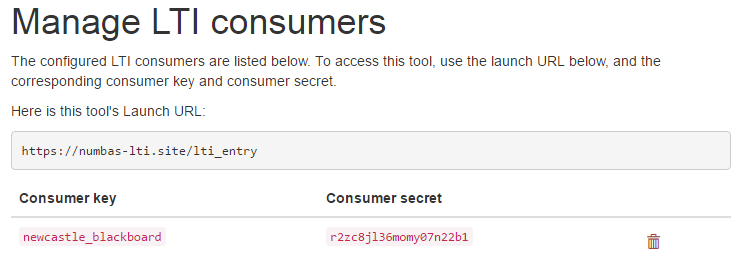 Manage LTI consumers
The configured LTI consumers are listed below. To access this tool, use the launch URL below, and the
corresponding consumer key and consumer secret.
Here is this tool's Launch URL:
https://numbas-lti.site/lti_entry
Consumer key Consumer secret
newcastle_blackboard r2zc8jl36momy07n22b1